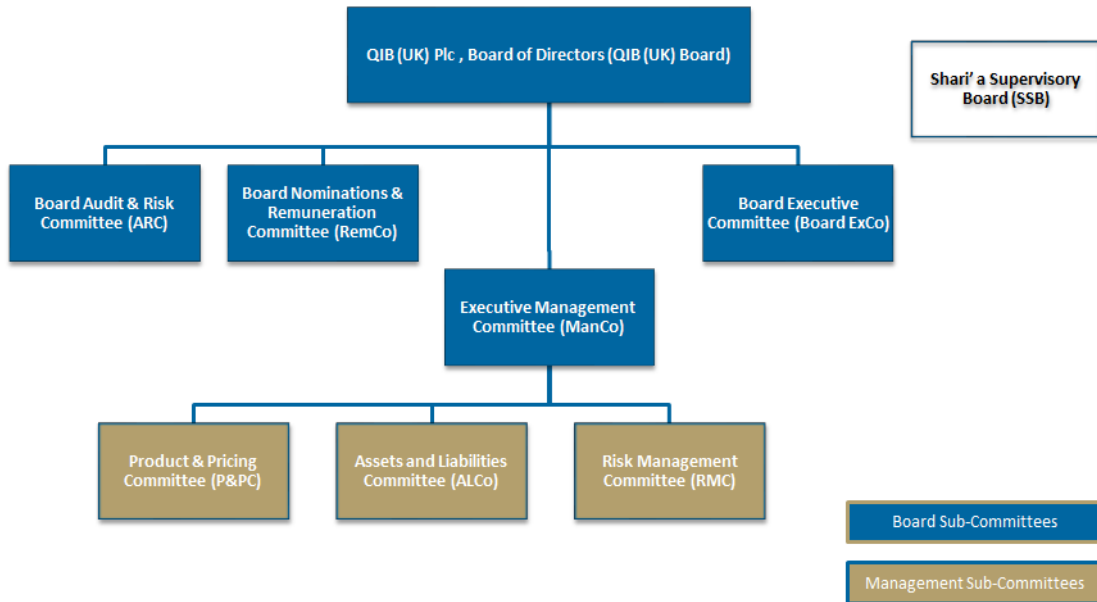 QIB (UK) Plc , Board of Directors (QIB (UK) Board)
Shari' a Supervisory
Board (SSB)
Board Audit & Risk
Committee (ARC)
Board Nominations &
Remuneration
Committee (RemCo)
Board Executive
Committee (Board ExCo)
Executive Management
Committee (ManCo)
Product & Pricing
Committee (P&PC)
Assets and Liabilities
Committee (ALCo)
Risk Management
Committee (RMC)
Board Sub-Committees
Management Sub-Committees